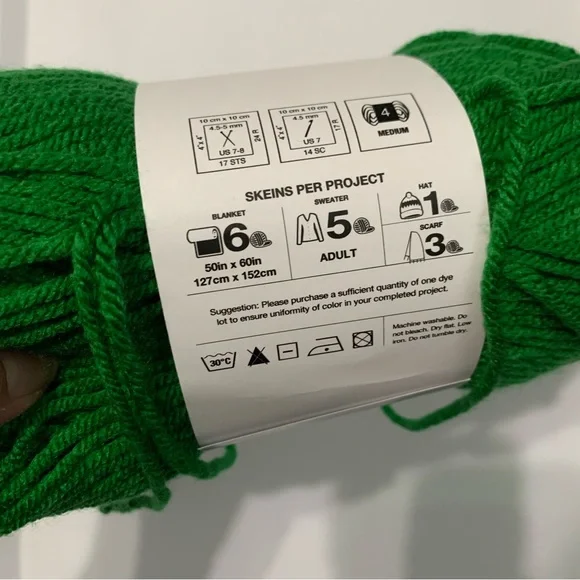 10 cm x 10 cm
4" x 4"
4.5-5 mm
24 R
US 7-8
17 STS
10 cm x 10 cm
4" x 4"
4.5 mm
17 R
US 7
14 SC
4
MEDIUM
SKEINS PER PROJECT
BLANKET
6
50in x 60in
127cm x 152cm
SWEATER
5
ADULT
HAT
1
SCARF
3
Suggestion: Please purchase a sufficient quantity of one dye
lot to ensure uniformity of color in your completed project.
30°C
Machine washable. Do
not bleach. Dry flat. Low
iron. Do not tumble dry.